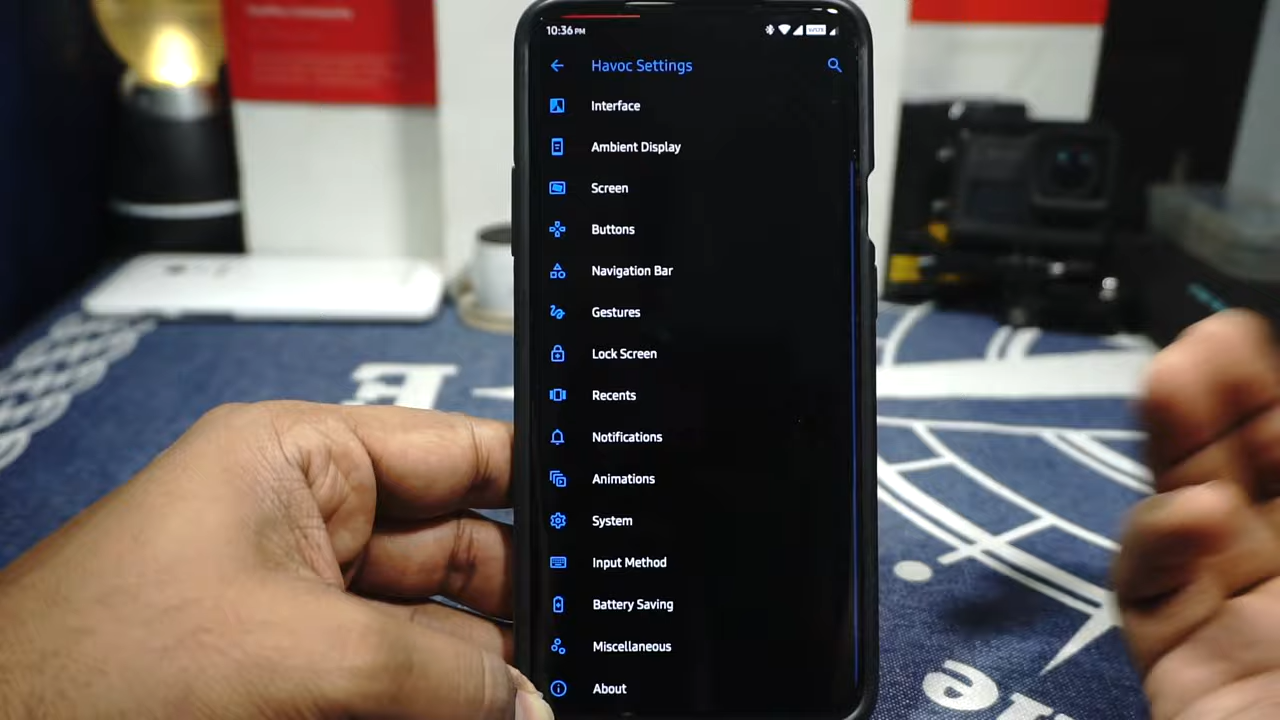 10:36 PM
Havoc Settings
Interface
Ambient Display
Screen
Buttons
Navigation Bar
Gestures
Lock Screen
Recents
Notifications
Animations
System
Input Method
Battery Saving
Miscellaneous
About
E